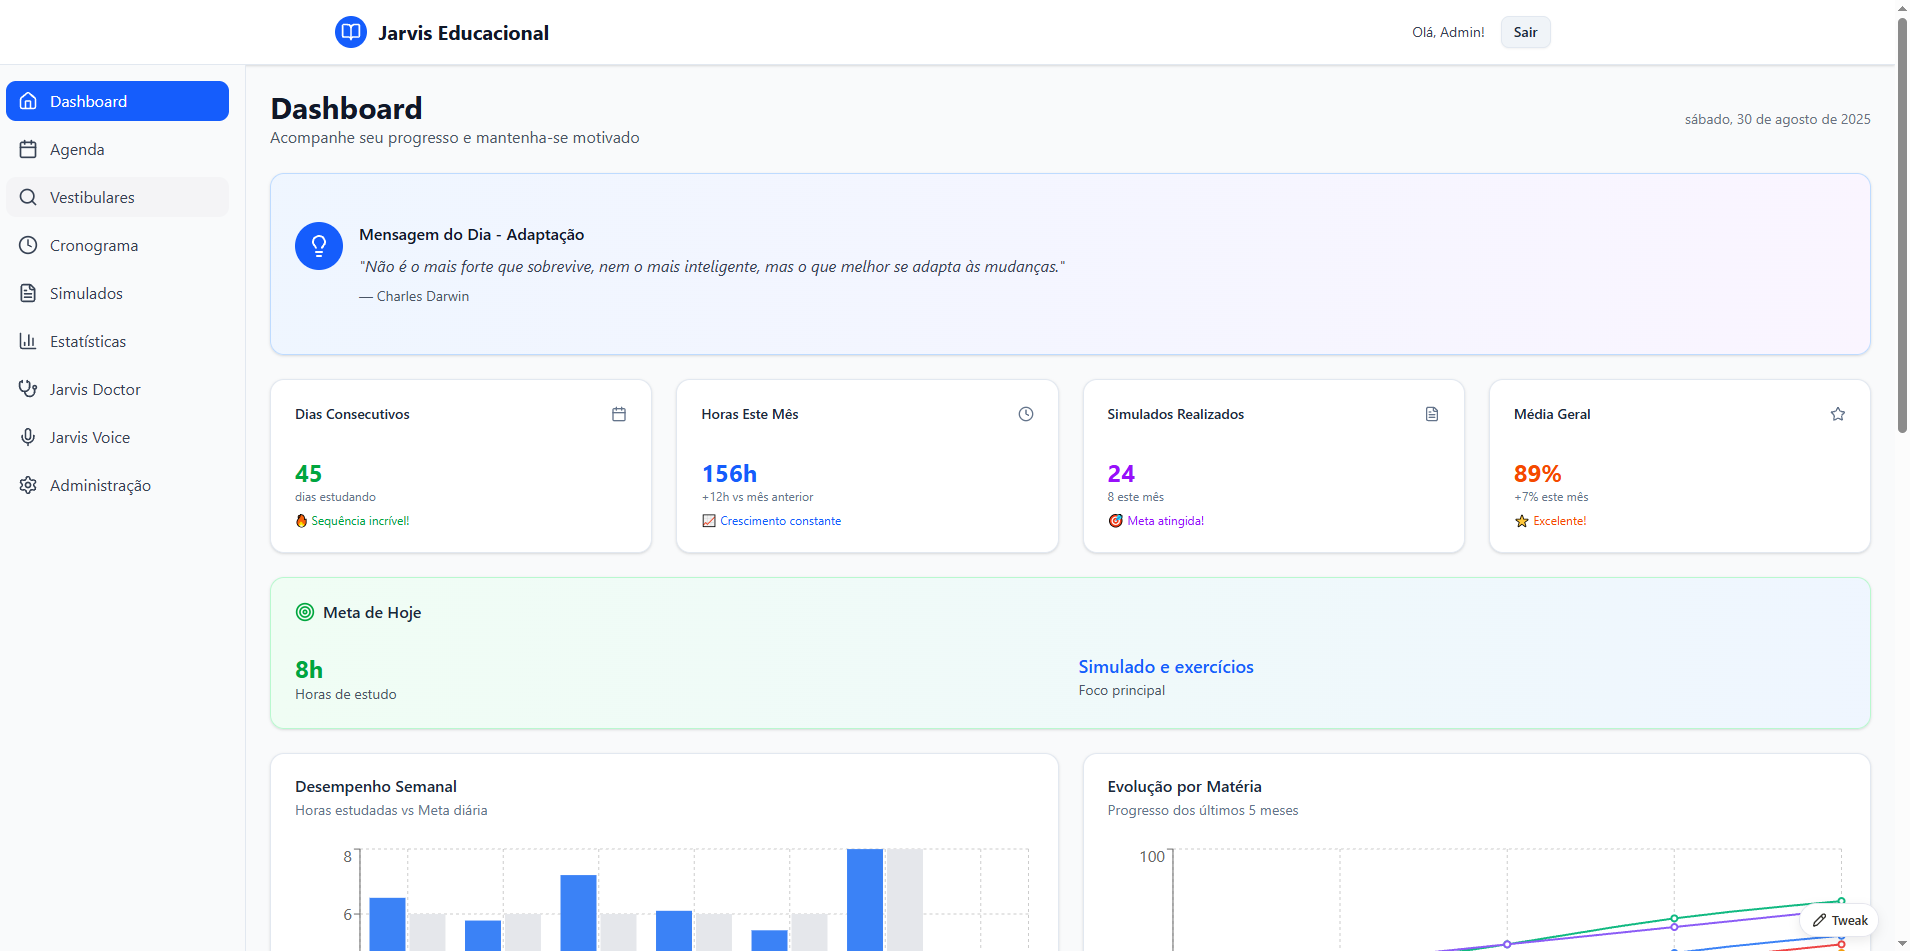 Jarvis Educacional
Olá, Admin!
Sair
Dashboard
Agenda
Vestibulares
Cronograma
Simulados
Estatísticas
Jarvis Doctor
Jarvis Voice
Administração
Dashboard
Acompanhe seu progresso e mantenha-se motivado
sábado, 30 de agosto de 2025
Mensagem do Dia - Adaptação
"Não é o mais forte que sobrevive, nem o mais inteligente, mas o que melhor se adapta às mudanças."
— Charles Darwin
Dias Consecutivos
45
dias estudando
🔥 Sequência incrível!
Horas Este Mês
156h
+12h vs mês anterior
📈 Crescimento constante
Simulados Realizados
24
8 este mês
🎯 Meta atingida!
Média Geral
89%
+7% este mês
⭐ Excelente!
Meta de Hoje
8h
Horas de estudo
Simulado e exercícios
Foco principal
Desempenho Semanal
Horas estudadas vs Meta diária
8
6
Evolução por Matéria
Progresso dos últimos 5 meses
100
Tweak